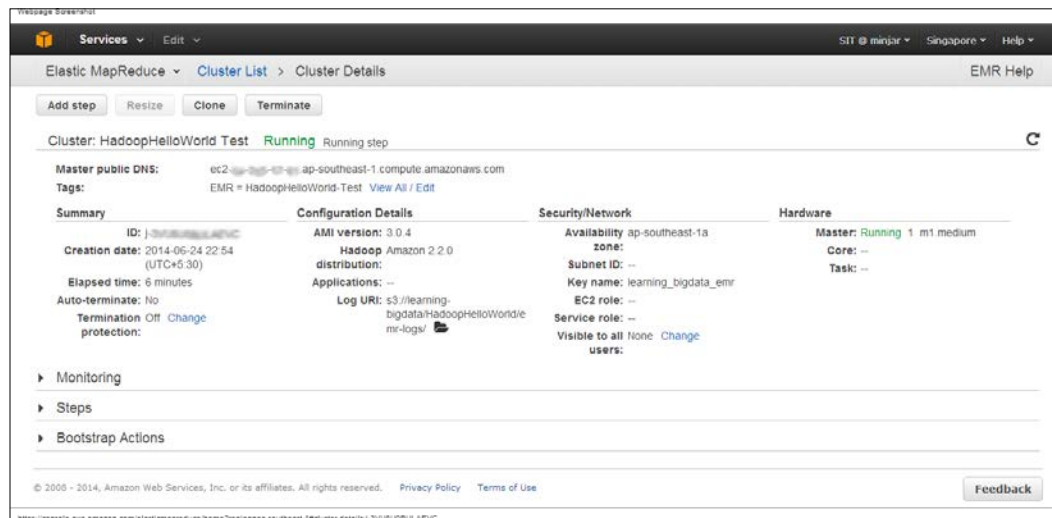 Webpage Screenshot
Services Edit SIT @ minjar Singapore Help
Elastic MapReduce Cluster List > Cluster Details EMR Help
Add step Resize Clone Terminate
Cluster: HadoopHelloWorld Test Running Running step
Master public DNS: ec2- .ap-southeast-1.compute.amazonaws.com
Tags: EMR = HadoopHelloWorld-Test View All / Edit
Summary
ID:
Creation date: 2014-06-24 22:54
(UTC+5:30)
Elapsed time: 6 minutes
Auto-terminate: No
Termination Off Change
protection:
Configuration Details
AMI version: 3.0.4
Hadoop Amazon 2.2.0
distribution:
Applications: --
Log URI: s3://learning-
bigdata/HadoopHelloWorld/e
mr-logs/
Security/Network
Availability ap-southeast-1a
zone:
Subnet ID: --
Key name: learning_bigdata_emr
EC2 role: --
Service role: --
Visible to all None Change
users:
Hardware
Master: Running 1 m1.medium
Core: --
Task: --
Monitoring
Steps
Bootstrap Actions
© 2008 - 2014, Amazon Web Services, Inc. or its affiliates. All rights reserved. Privacy Policy Terms of Use
Feedback